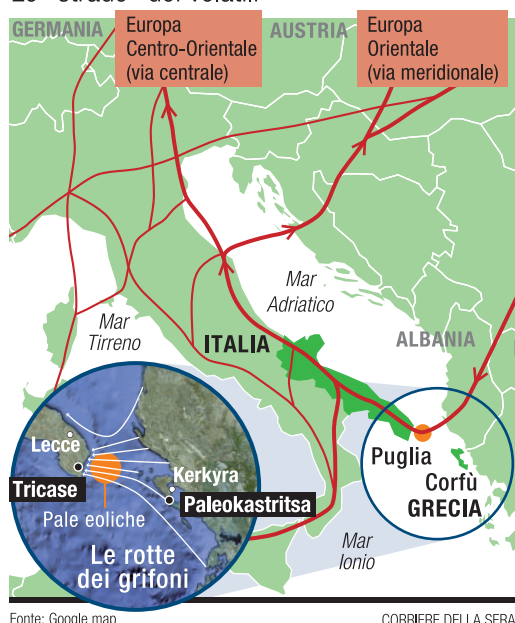 GERMANIA
Europa
Centro-Orientale
(via centrale)
AUSTRIA
Europa
Orientale
(via meridionale)
Mar
Adriatico
Mar
Tirreno
ITALIA
ALBANIA
Puglia
Corfù
GRECIA
Mar
Ionio
Lecce
Tricase
Kerkyra
Paleokastritsa
Pale eoliche
Le rotte
dei grifoni
Fonte: Google map
CORRIERE DELLA SERA